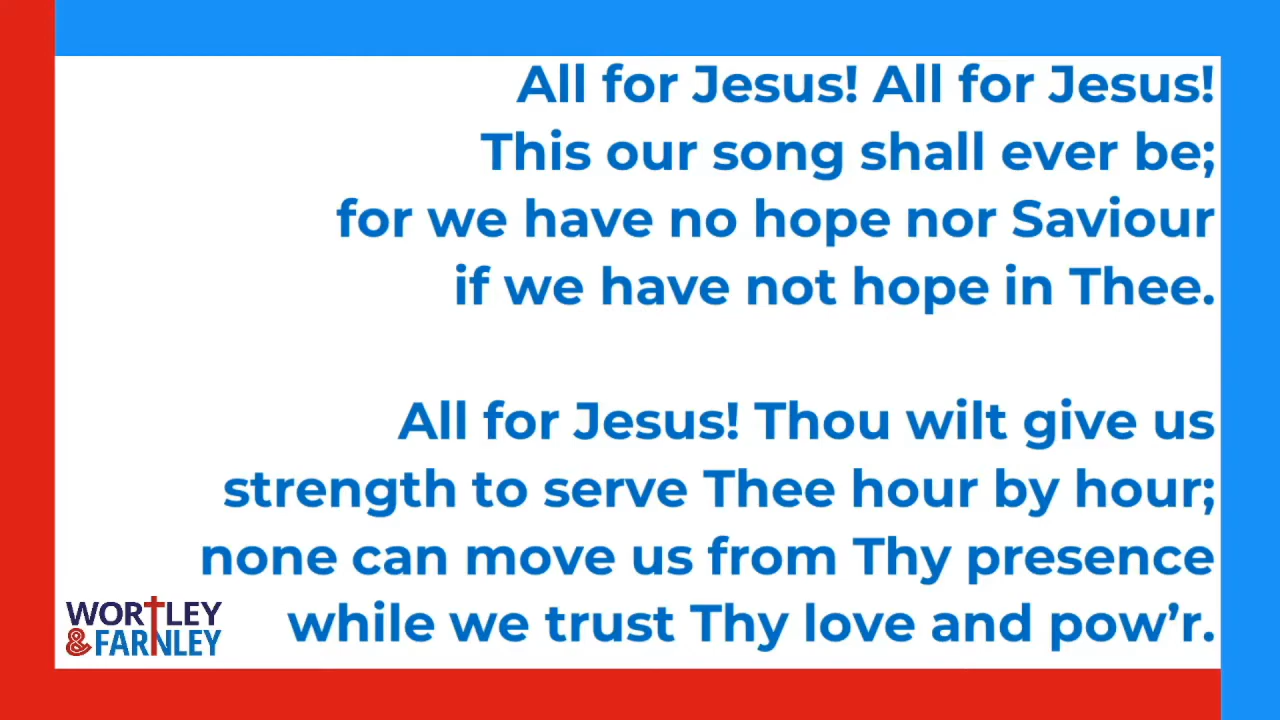 All for Jesus! All for Jesus!
This our song shall ever be;
for we have no hope nor Saviour
if we have not hope in Thee.
All for Jesus! Thou wilt give us
strength to serve Thee hour by hour;
none can move us from Thy presence
while we trust Thy love and pow’r.
WORTLEY
&FARNLEY